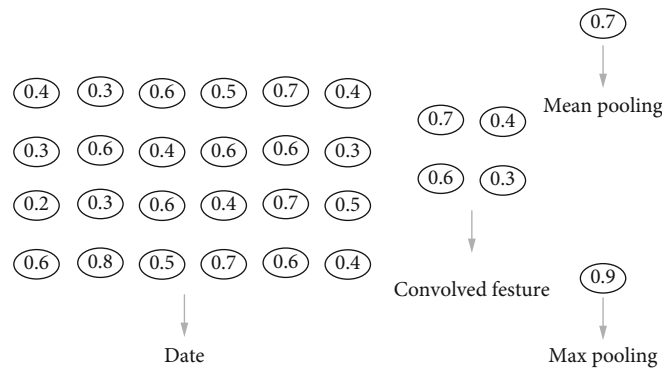 0.7
Mean pooling
0.4 0.3 0.6 0.5 0.7 0.4
0.3 0.6 0.4 0.6 0.6 0.3
0.2 0.3 0.6 0.4 0.7 0.5
0.6 0.8 0.5 0.7 0.6 0.4
Date
0.7 0.4
0.6 0.3
Convolved festure
0.9
Max pooling